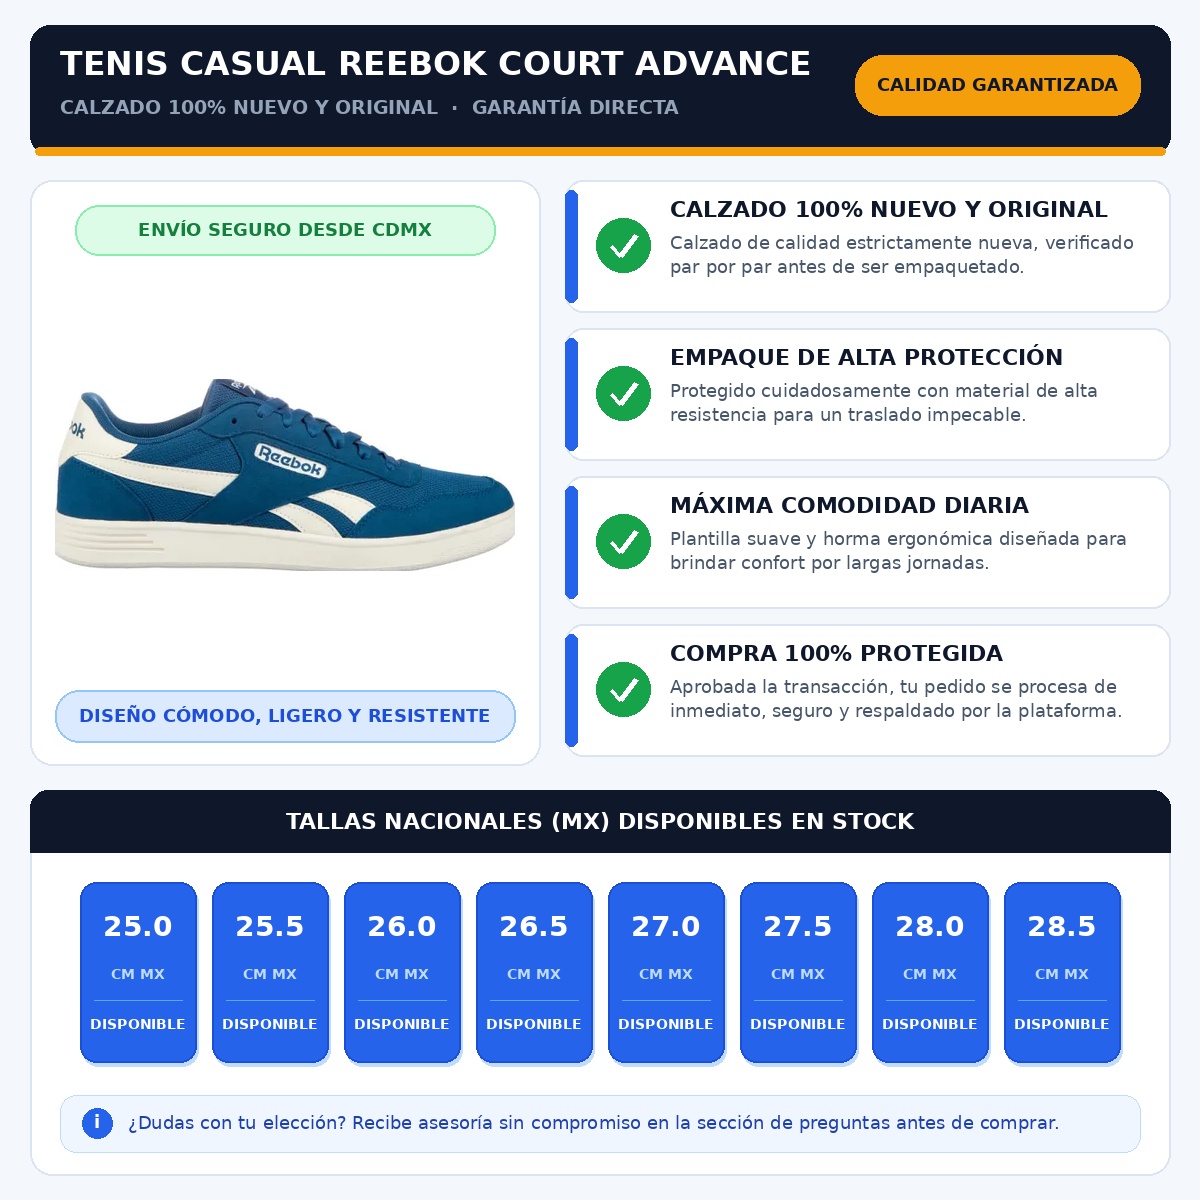 TENIS CASUAL REEBOK COURT ADVANCE
CALZADO 100% NUEVO Y ORIGINAL · GARANTÍA DIRECTA
CALIDAD GARANTIZADA
ENVÍO SEGURO DESDE CDMX
ok
Reebok
DISEÑO CÓMODO, LIGERO Y RESISTENTE
CALZADO 100% NUEVO Y ORIGINAL
Calzado de calidad estrictamente nueva, verificado
par por par antes de ser empaquetado.
EMPAQUE DE ALTA PROTECCIÓN
Protegido cuidadosamente con material de alta
resistencia para un traslado impecable.
MÁXIMA COMODIDAD DIARIA
Plantilla suave y horma ergonómica diseñada para
brindar confort por largas jornadas.
COMPRA 100% PROTEGIDA
Aprobada la transacción, tu pedido se procesa de
inmediato, seguro y respaldado por la plataforma.
TALLAS NACIONALES (MX) DISPONIBLES EN STOCK
25.0 25.5 26.0 26.5 27.0 27.5 28.0 28.5
CM MX CM MX CM MX CM MX CM MX CM MX CM MX CM MX
DISPONIBLE DISPONIBLE DISPONIBLE DISPONIBLE DISPONIBLE DISPONIBLE DISPONIBLE DISPONIBLE
i ¿Dudas con tu elección? Recibe asesoría sin compromiso en la sección de preguntas antes de comprar.